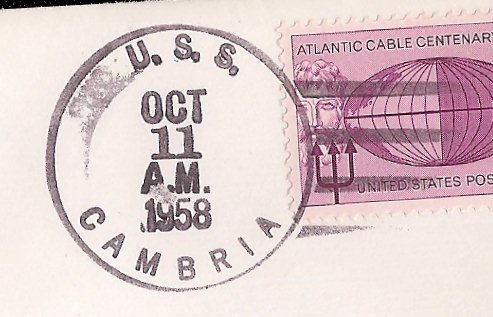 U.S.S.
OCT
11
A.M.
1958
CAMBRIA
ATLANTIC CABLE CENTENARY
UNITED STATES POS